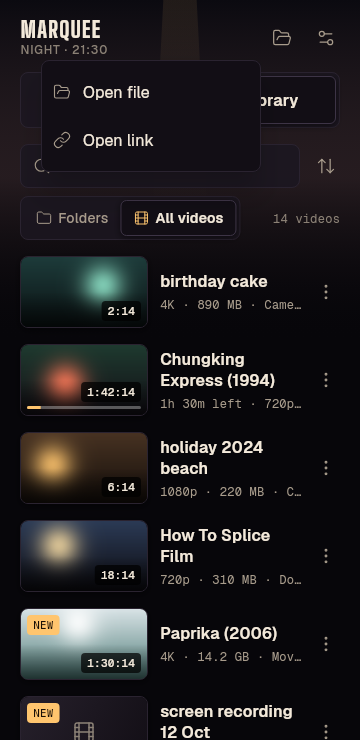 MARQUEE
NIGHT · 21:30
Open file
Open link
brary
Folders
All videos
14 videos
2:14
birthday cake
4K · 890 MB · Came…
1:42:14
Chungking
Express (1994)
1h 30m left · 720p…
6:14
holiday 2024
beach
1080p · 220 MB · C…
18:14
How To Splice
Film
720p · 310 MB · Do…
NEW
1:30:14
Paprika (2006)
4K · 14.2 GB · Mov…
NEW
screen recording
12 Oct